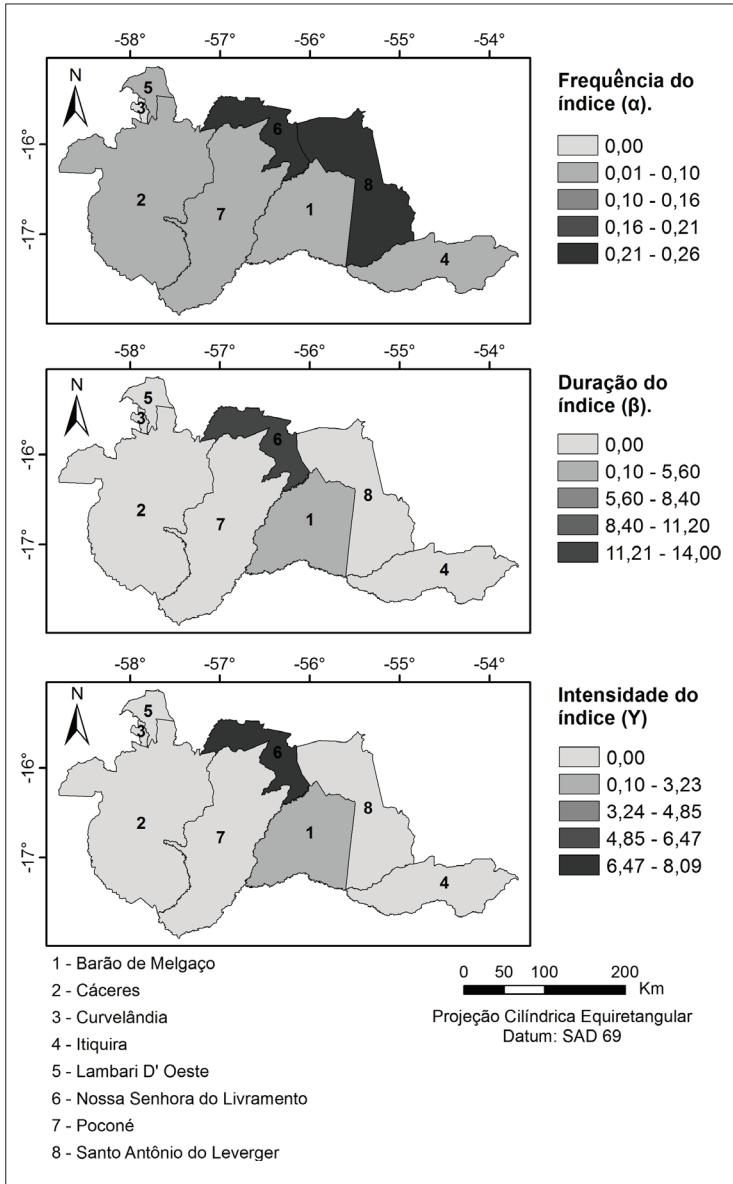 -58° -57° -56° -55° -54°
N
-16°
-17°
5
3
6
2
8
7
1
4
Frequência do
índice (α).
0,00
0,01 - 0,10
0,10 - 0,16
0,16 - 0,21
0,21 - 0,26
-58° -57° -56° -55° -54°
N
-16°
-17°
5
3
6
2
8
7
1
4
Duração do
índice (β).
0,00
0,10 - 5,60
5,60 - 8,40
8,40 - 11,20
11,21 - 14,00
-58° -57° -56° -55° -54°
N
-16°
-17°
5
3
6
2
8
7
1
4
Intensidade do
índice (Y)
0,00
0,10 - 3,23
3,24 - 4,85
4,85 - 6,47
6,47 - 8,09
1 - Barão de Melgaço
2 - Cáceres
3 - Curvelândia
4 - Itiquira
5 - Lambari D' Oeste
6 - Nossa Senhora do Livramento
7 - Poconé
8 - Santo Antônio do Leverger
0 50 100 200
Km
Projeção Cilíndrica Equiretangular
Datum: SAD 69